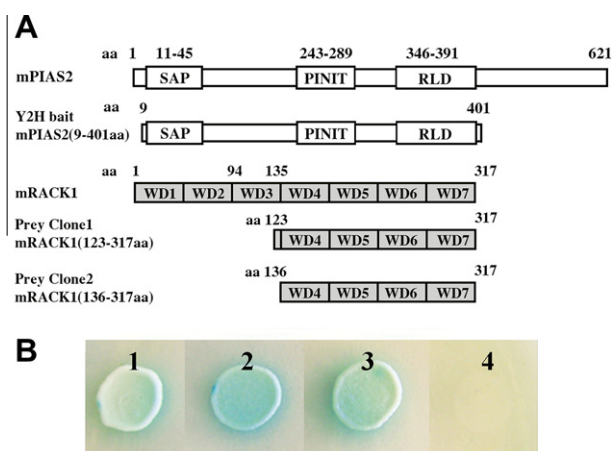 A
aa 1 11-45 243-289 346-391 621
mPIAS2 SAP PINIT RLD
Y2H bait aa 9 401
mPIAS2(9-401aa) SAP PINIT RLD
aa 1 94 135 317
mRACK1 WD1 WD2 WD3 WD4 WD5 WD6 WD7
Prey Clone1 aa 123 317
mRACK1(123-317aa) WD4 WD5 WD6 WD7
Prey Clone2 aa 136 317
mRACK1(136-317aa) WD4 WD5 WD6 WD7
B
1 2 3 4